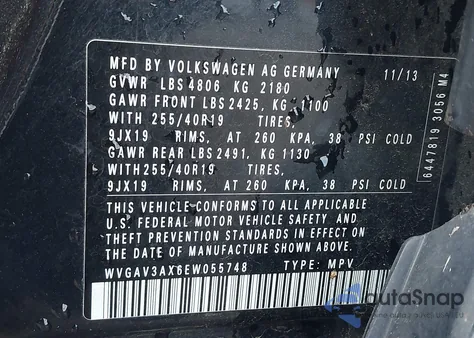 MFD BY VOLKSWAGEN AG GERMANY 11/13
GVWR LBS 4806 KG 2180
GAWR FRONT LBS 2425, KG 1100
WITH 255/40R19 TIRES,
9JX19 RIMS, AT 260 KPA, 38 PSI COLD
GAWR REAR LBS 2491, KG 1130
WITH 255/40R19 TIRES,
9JX19 RIMS, AT 260 KPA, 38 PSI COLD
THIS VEHICLE CONFORMS TO ALL APPLICABLE
U.S. FEDERAL MOTOR VEHICLE SAFETY AND
THEFT PREVENTION STANDARDS IN EFFECT ON
THE DATE OF MANUFACTURE SHOWN ABOVE.
WVGAV3AX6EW055748 TYPE: MPV
6447819 3056 M4
autaSnap